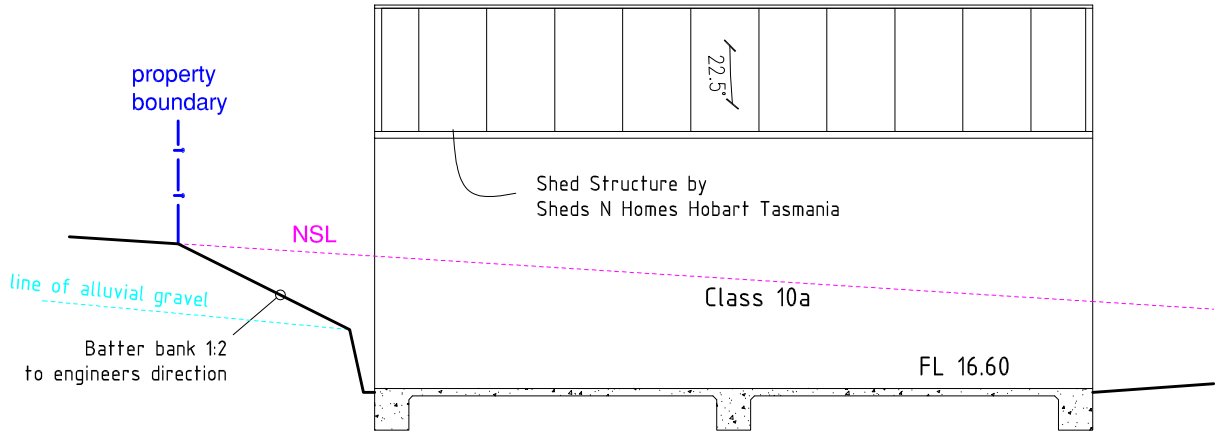 22.5°
property
boundary
Shed Structure by
Sheds N Homes Hobart Tasmania
NSL
line of alluvial gravel
Class 10a
Batter bank 1:2
to engineers direction
FL 16.60